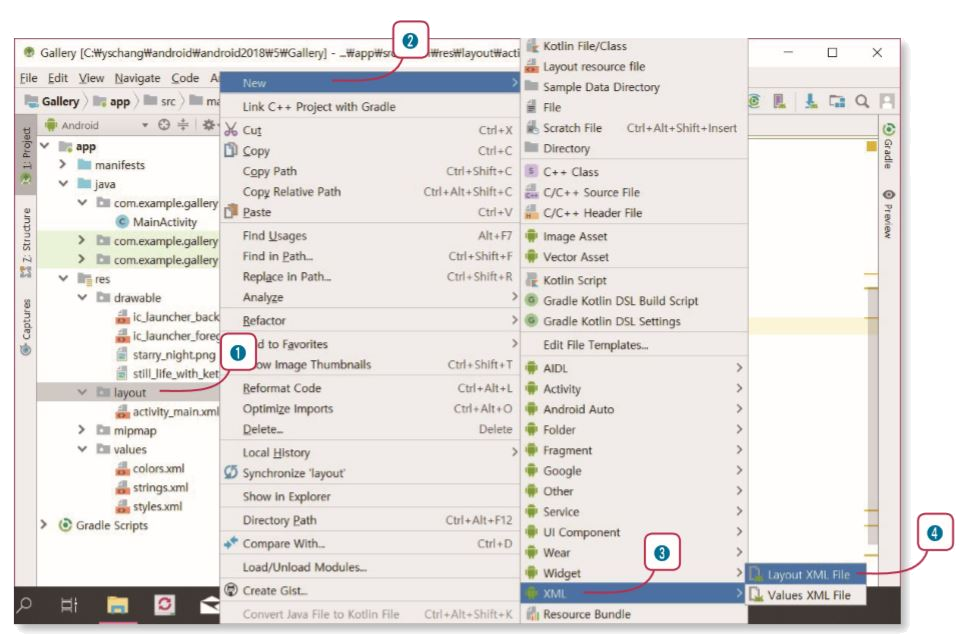 Gallery [C:₩yschang₩android₩android2018₩5₩Gallery] - ...₩app₩src ₩res₩layout₩acti
File Edit View Navigate Code
Gallery app src
Android
1: Project
app
manifests
java
com.example.gallery
MainActivity
com.example.gallery
com.example.gallery
Z: Structure
res
drawable
ic_launcher_back
ic_launcher_foreg
starry_night.png
still_life_with_ket
Captures
layout
activity_main.xml
mipmap
values
colors.xml
strings.xml
styles.xml
Gradle Scripts
1
2
New
Link C++ Project with Gradle
Cut Ctrl+X
Copy Ctrl+C
Copy Path Ctrl+Shift+C
Copy Relative Path Ctrl+Alt+Shift+C
Paste Ctrl+V
Find Usages Alt+F7
Find in Path... Ctrl+Shift+F
Replace in Path... Ctrl+Shift+R
Analyze
Refactor
to Favorites
Image Thumbnails Ctrl+Shift+T
Reformat Code Ctrl+Alt+L
Optimize Imports Ctrl+Alt+O
Delete... Delete
Local History
Synchronize 'layout'
Show in Explorer
Directory Path Ctrl+Alt+F12
Compare With... Ctrl+D
Load/Unload Modules...
Create Gist...
Convert Java File to Kotlin File Ctrl+Alt+Shift+K
Kotlin File/Class
Layout resource file
Sample Data Directory
File
Scratch File Ctrl+Alt+Shift+Insert
Directory
C++ Class
C/C++ Source File
C/C++ Header File
Image Asset
Vector Asset
Kotlin Script
Gradle Kotlin DSL Build Script
Gradle Kotlin DSL Settings
Edit File Templates...
AIDL
Activity
Android Auto
Folder
Fragment
Google
Other
Service
UI Component
Wear
Widget
XML
Resource Bundle
3
4
Layout XML File
Values XML File
Gradle
Preview